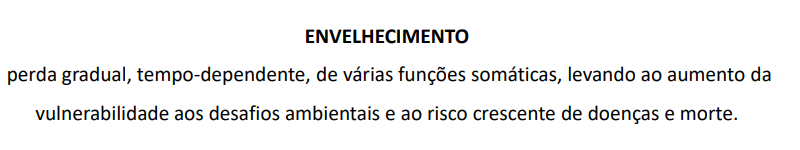 ENVELHECIMENTO
perda gradual, tempo-dependente, de várias funções somáticas, levando ao aumento da
vulnerabilidade aos desafios ambientais e ao risco crescente de doenças e morte.